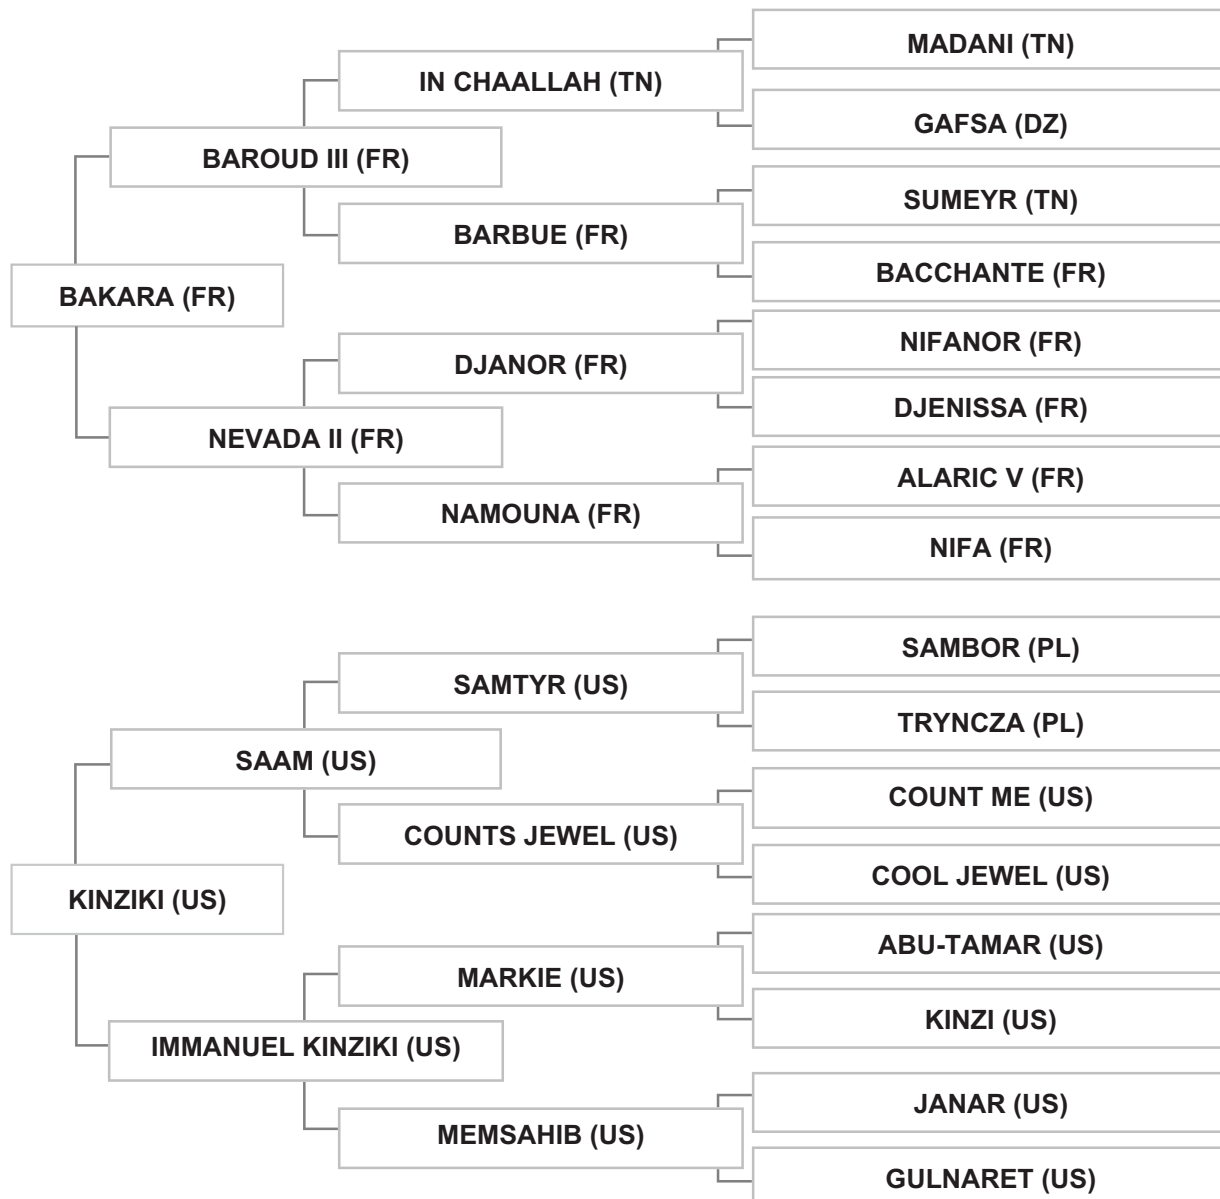 MADANI (TN)
IN CHAALLAH (TN)
GAFSA (DZ)
BAROUD III (FR)
SUMEYR (TN)
BARBUE (FR)
BACCHANTE (FR)
BAKARA (FR)
NIFANOR (FR)
DJANOR (FR)
DJENISSA (FR)
NEVADA II (FR)
ALARIC V (FR)
NAMOUNA (FR)
NIFA (FR)
SAMBOR (PL)
SAMTYR (US)
TRYNCZA (PL)
SAAM (US)
COUNT ME (US)
COUNTS JEWEL (US)
COOL JEWEL (US)
KINZIKI (US)
ABU-TAMAR (US)
MARKIE (US)
KINZI (US)
IMMANUEL KINZIKI (US)
JANAR (US)
MEMSAHIB (US)
GULNARET (US)